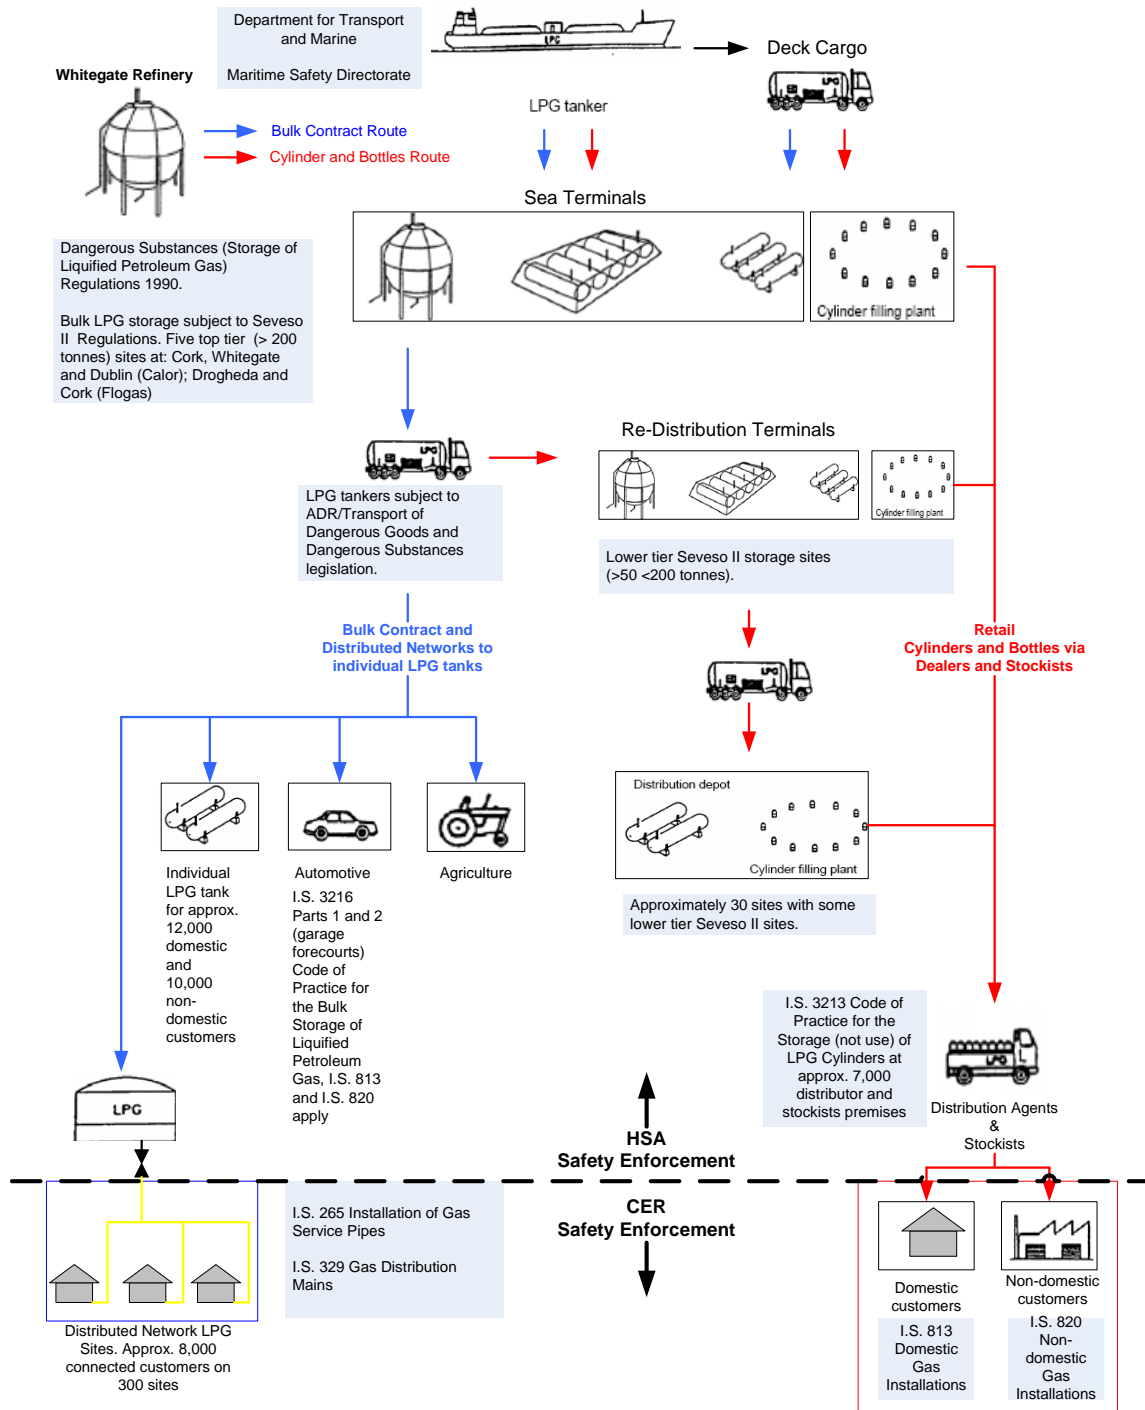 Department for Transport
and Marine
Maritime Safety Directorate
LPG
Deck Cargo
LPG
Whitegate Refinery
LPG tanker
Bulk Contract Route
Cylinder and Bottles Route
Sea Terminals
Cylinder filling plant
Dangerous Substances (Storage of
Liquified Petroleum Gas)
Regulations 1990.
Bulk LPG storage subject to Seveso
II Regulations. Five top tier (> 200
tonnes) sites at: Cork, Whitegate
and Dublin (Calor); Drogheda and
Cork (Flogas)
LPG
Re-Distribution Terminals
Cylinder filling plant
LPG tankers subject to
ADR/Transport of
Dangerous Goods and
Dangerous Substances
legislation.
Lower tier Seveso II storage sites
(>50 <200 tonnes).
Bulk Contract and
Distributed Networks to
individual LPG tanks
Retail
Cylinders and Bottles via
Dealers and Stockists
LPG
Distribution depot
Cylinder filling plant
Individual
LPG tank
for approx.
12,000
domestic
and
10,000
non-
domestic
customers
Automotive
I.S. 3216
Parts 1 and 2
(garage
forecourts)
Code of
Practice for
the Bulk
Storage of
Liquified
Petroleum
Gas, I.S. 813
and I.S. 820
apply
Agriculture
Approximately 30 sites with some
lower tier Seveso II sites.
I.S. 3213 Code of
Practice for the
Storage (not use) of
LPG Cylinders at
approx. 7,000
distributor and
stockists premises
LPG
Distribution Agents
&
Stockists
LPG
HSA
Safety Enforcement
CER
Safety Enforcement
I.S. 265 Installation of Gas
Service Pipes
I.S. 329 Gas Distribution
Mains
Distributed Network LPG
Sites. Approx. 8,000
connected customers on
300 sites
Domestic
customers
I.S. 813
Domestic
Gas
Installations
Non-domestic
customers
I.S. 820
Non-
domestic
Gas
Installations